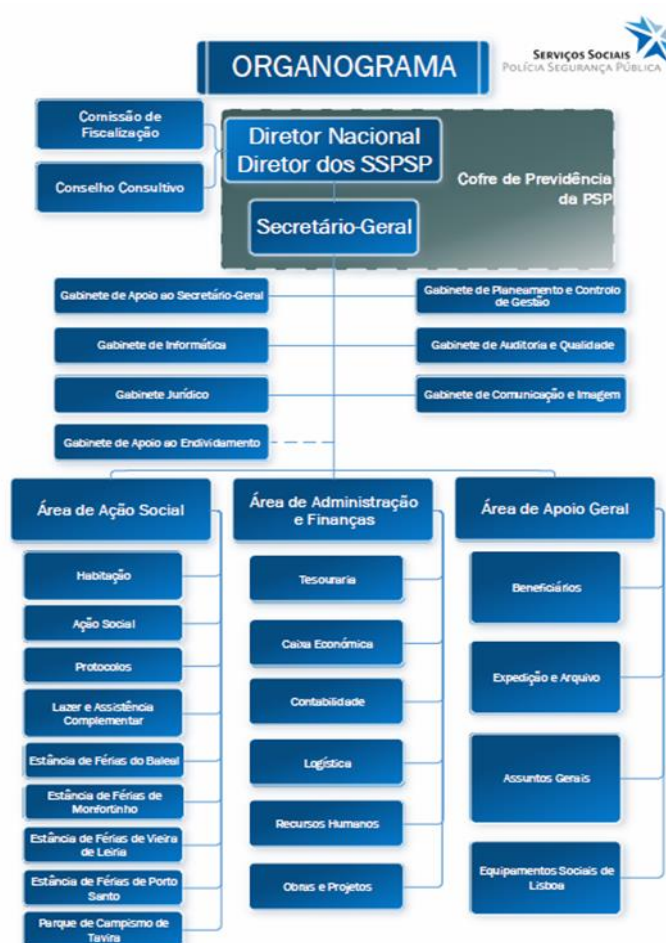 ORGANOGRAMA
SERVIÇOS SOCIAIS
POLÍCIA SEGURANÇA PÚBLICA
Comissão de
Fiscalização
Conselho Consultivo
Diretor Nacional
Diretor dos SSPSP
Cofre de Previdência
da PSP
Secretário-Geral
Gabinete de Apoio ao Secretário-Geral
Gabinete de Planeamento e Controlo
de Gestão
Gabinete de Informática
Gabinete de Auditoria e Qualidade
Gabinete Jurídico
Gabinete de Comunicação e Imagem
Gabinete de Apoio ao Endividamento
Área de Ação Social
Habitação
Ação Social
Protocolos
Lazer e Assistência
Complementar
Estância de Férias do Baleal
Estância de Férias de
Monfortinho
Estância de Férias de Vieira
de Leiria
Estância de Férias de Porto
Santo
Parque de Campismo de
Tavira
Área de Administração
e Finanças
Tesouraria
Caixa Económica
Contabilidade
Logística
Recursos Humanos
Obras e Projetos
Área de Apoio Geral
Beneficiários
Expedição e Arquivo
Assuntos Gerais
Equipamentos Sociais de
Lisboa